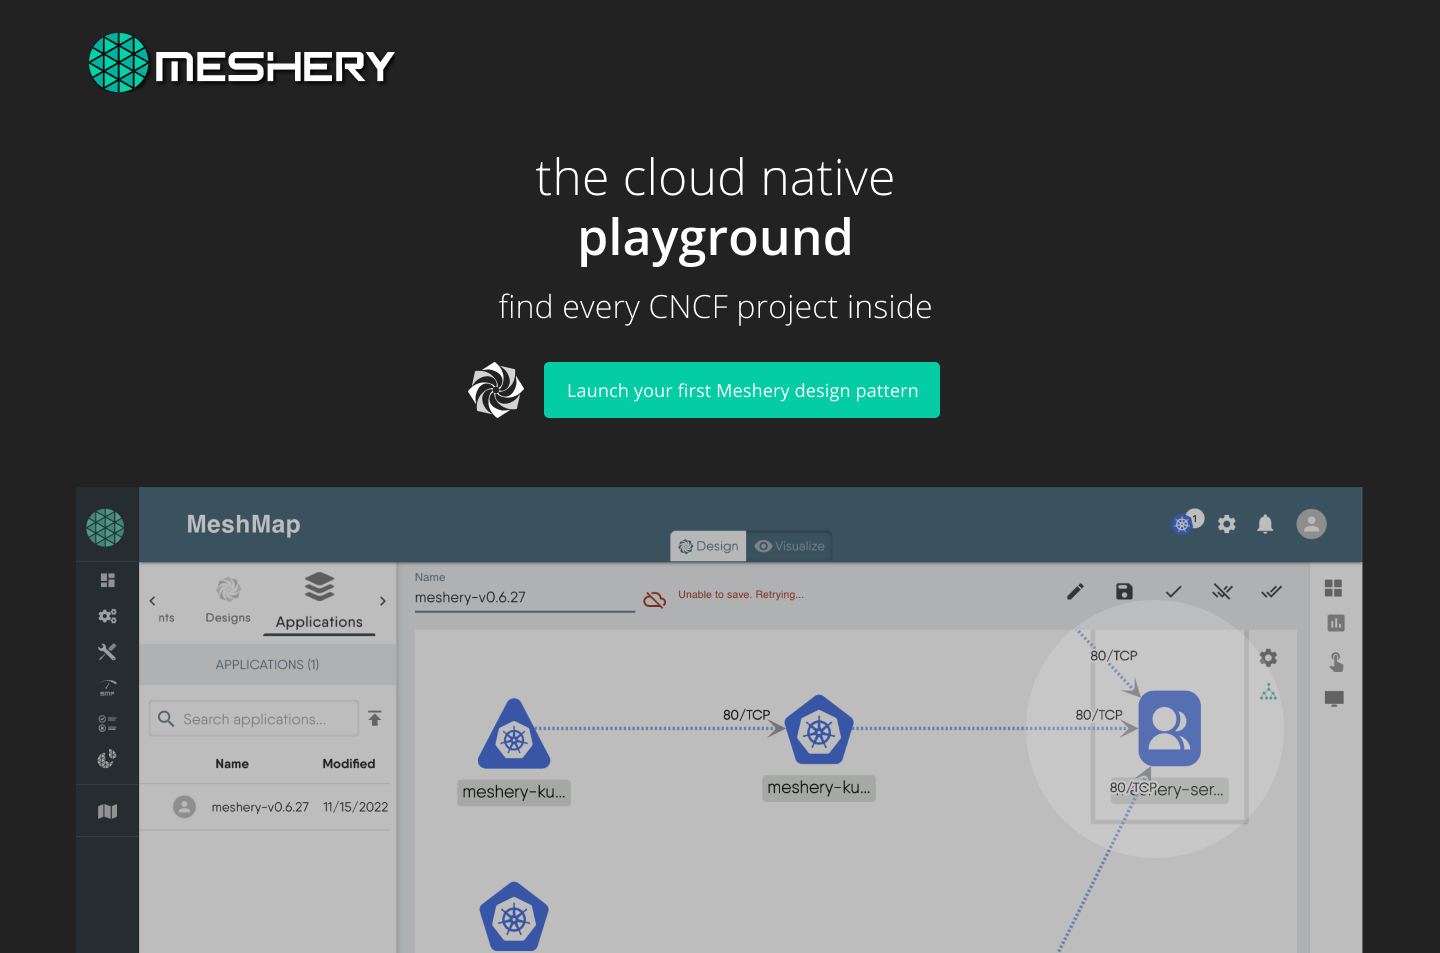 MESHERY
the cloud native
playground
find every CNCF project inside
Launch your first Meshery design pattern
MeshMap
1
Design
Visualize
nts
Designs
Applications
Name
meshery-v0.6.27
Unable to save. Retrying...
APPLICATIONS (1)
Search applications...
Name Modified
meshery-v0.6.27 11/15/2022
SMP
80/TCP
80/TCP
80/TCP
meshery-ku...
meshery-ku...
80/TCP